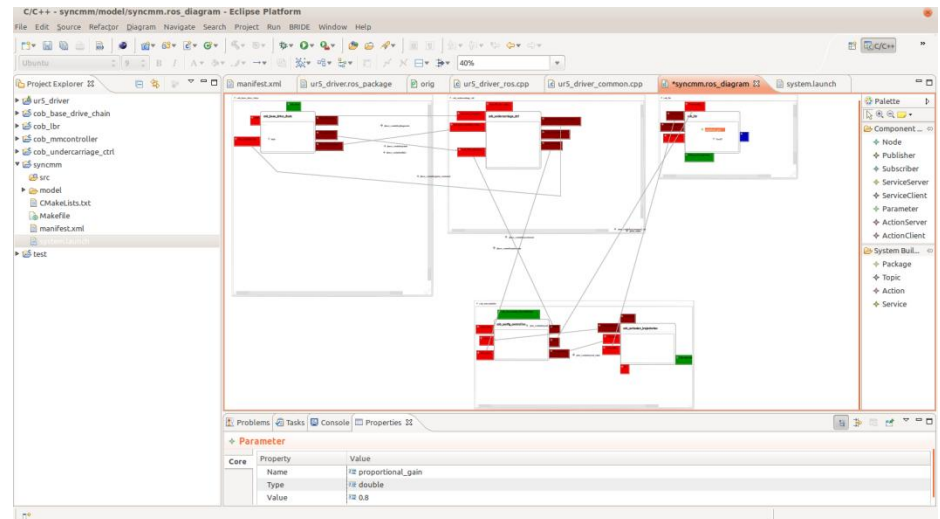 C/C++ - syncmm/model/syncmm.ros_diagram - Eclipse Platform
File Edit Source Refactor Diagram Navigate Search Project Run BRIDE Window Help
C/C++
Ubuntu 9 B I A 40%
Project Explorer
manifest.xml ur5_driver.ros_package orig ur5_driver_ros.cpp ur5_driver_common.cpp *syncmm.ros_diagram system.launch
ur5_driver
cob_base_drive_chain
cob_lbr
cob_mmcontroller
cob_undercarriage_ctrl
syncmm
src
model
CMakeLists.txt
Makefile
manifest.xml
system.launch
test
Palette
Component ...
Node
Publisher
Subscriber
ServiceServer
ServiceClient
Parameter
ActionServer
ActionClient
System Buil...
Package
Topic
Action
Service
Problems Tasks Console Properties
Parameter
Core
Property Value
Name proportional_gain
Type double
Value 0.8